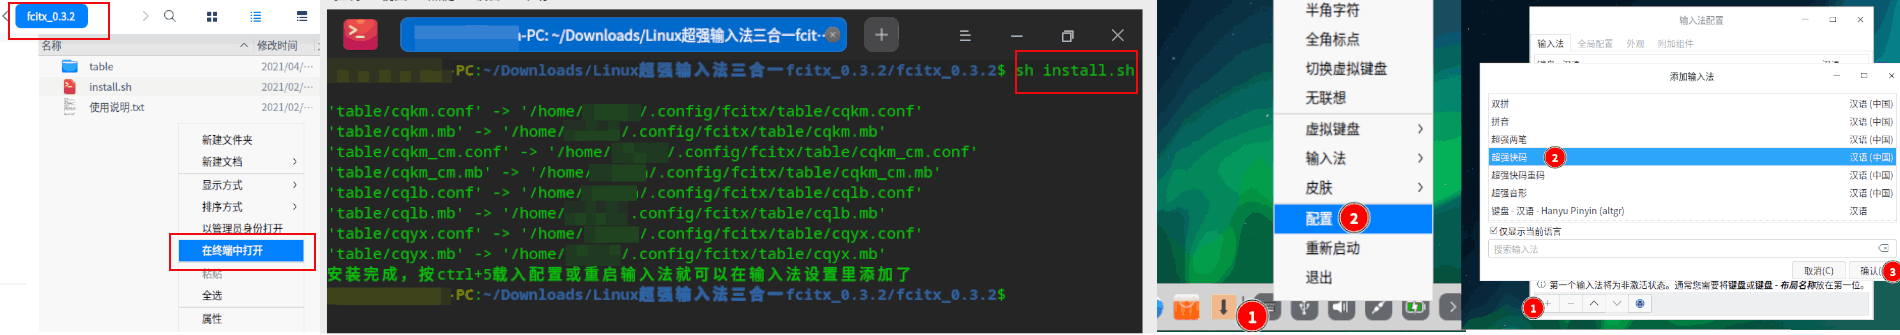 fcitx_0.3.2
名称
修改时间
table
2021/04/···
install.sh
2021/02/···
使用说明.txt
2021/02/···
新建文件夹
新建文档
显示方式
排序方式
以管理员身份打开
在终端中打开
粘贴
全选
属性
-PC: ~/Downloads/Linux超强输入法三合一fcit···
-PC:~/Downloads/Linux超强输入法三合一fcitx_0.3.2/fcitx_0.3.2$ sh install.sh
'table/cqkm.conf' -> '/home/ /.config/fcitx/table/cqkm.conf'
'table/cqkm.mb' -> '/home/ /.config/fcitx/table/cqkm.mb'
'table/cqkm_cm.conf' -> '/home/ /.config/fcitx/table/cqkm_cm.conf'
'table/cqkm_cm.mb' -> '/home/ /.config/fcitx/table/cqkm_cm.mb'
'table/cqlb.conf' -> '/home/ /.config/fcitx/table/cqlb.conf'
'table/cqlb.mb' -> '/home/ .config/fcitx/table/cqlb.mb'
'table/cqyx.conf' -> '/home/ /.config/fcitx/table/cqyx.conf'
'table/cqyx.mb' -> '/home/ /.config/fcitx/table/cqyx.mb'
安装完成，按ctrl+5载入配置或重启输入法就可以在输入法设置里添加了
-PC:~/Downloads/Linux超强输入法三合一fcitx_0.3.2/fcitx_0.3.2$
半角字符
全角标点
切换虚拟键盘
无联想
虚拟键盘
输入法
皮肤
配置
2
重新启动
退出
1
输入法配置
输入法
全局配置
外观
附加组件
添加输入法
双拼
汉语 (中国)
拼音
汉语 (中国)
超强两笔
汉语 (中国)
超强快码
2
汉语 (中国)
超强快码重码
汉语 (中国)
超强音形
汉语 (中国)
键盘 - 汉语 - Hanyu Pinyin (altgr)
汉语
仅显示当前语言
搜索输入法
取消(C)
确认(
3
第一个输入法将为非激活状态。通常您需要将键盘或键盘 - 布局名称放在第一位。
1